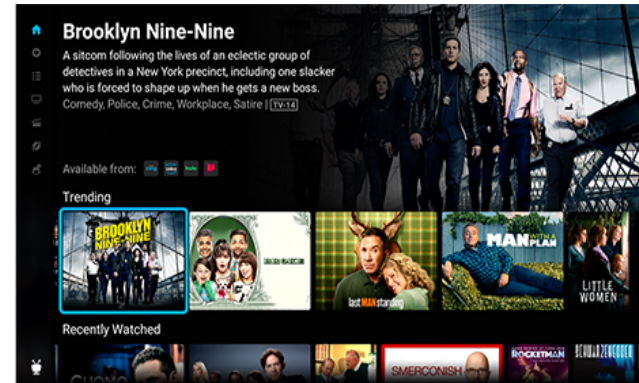 Brooklyn Nine-Nine
A sitcom following the lives of an eclectic group of
detectives in a New York precinct, including one slacker
who is forced to shape up when he gets a new boss.
Comedy, Police, Crime, Workplace, Satire | TV-14
Available from:
hulu
Trending
BROOKLYN
NINE-NINE
last MAN standing
MAN WITH A
PLAN
LITTLE
WOMEN
Recently Watched
SMERCONISH
ROCKETMAN
SCHWARZENEGGER